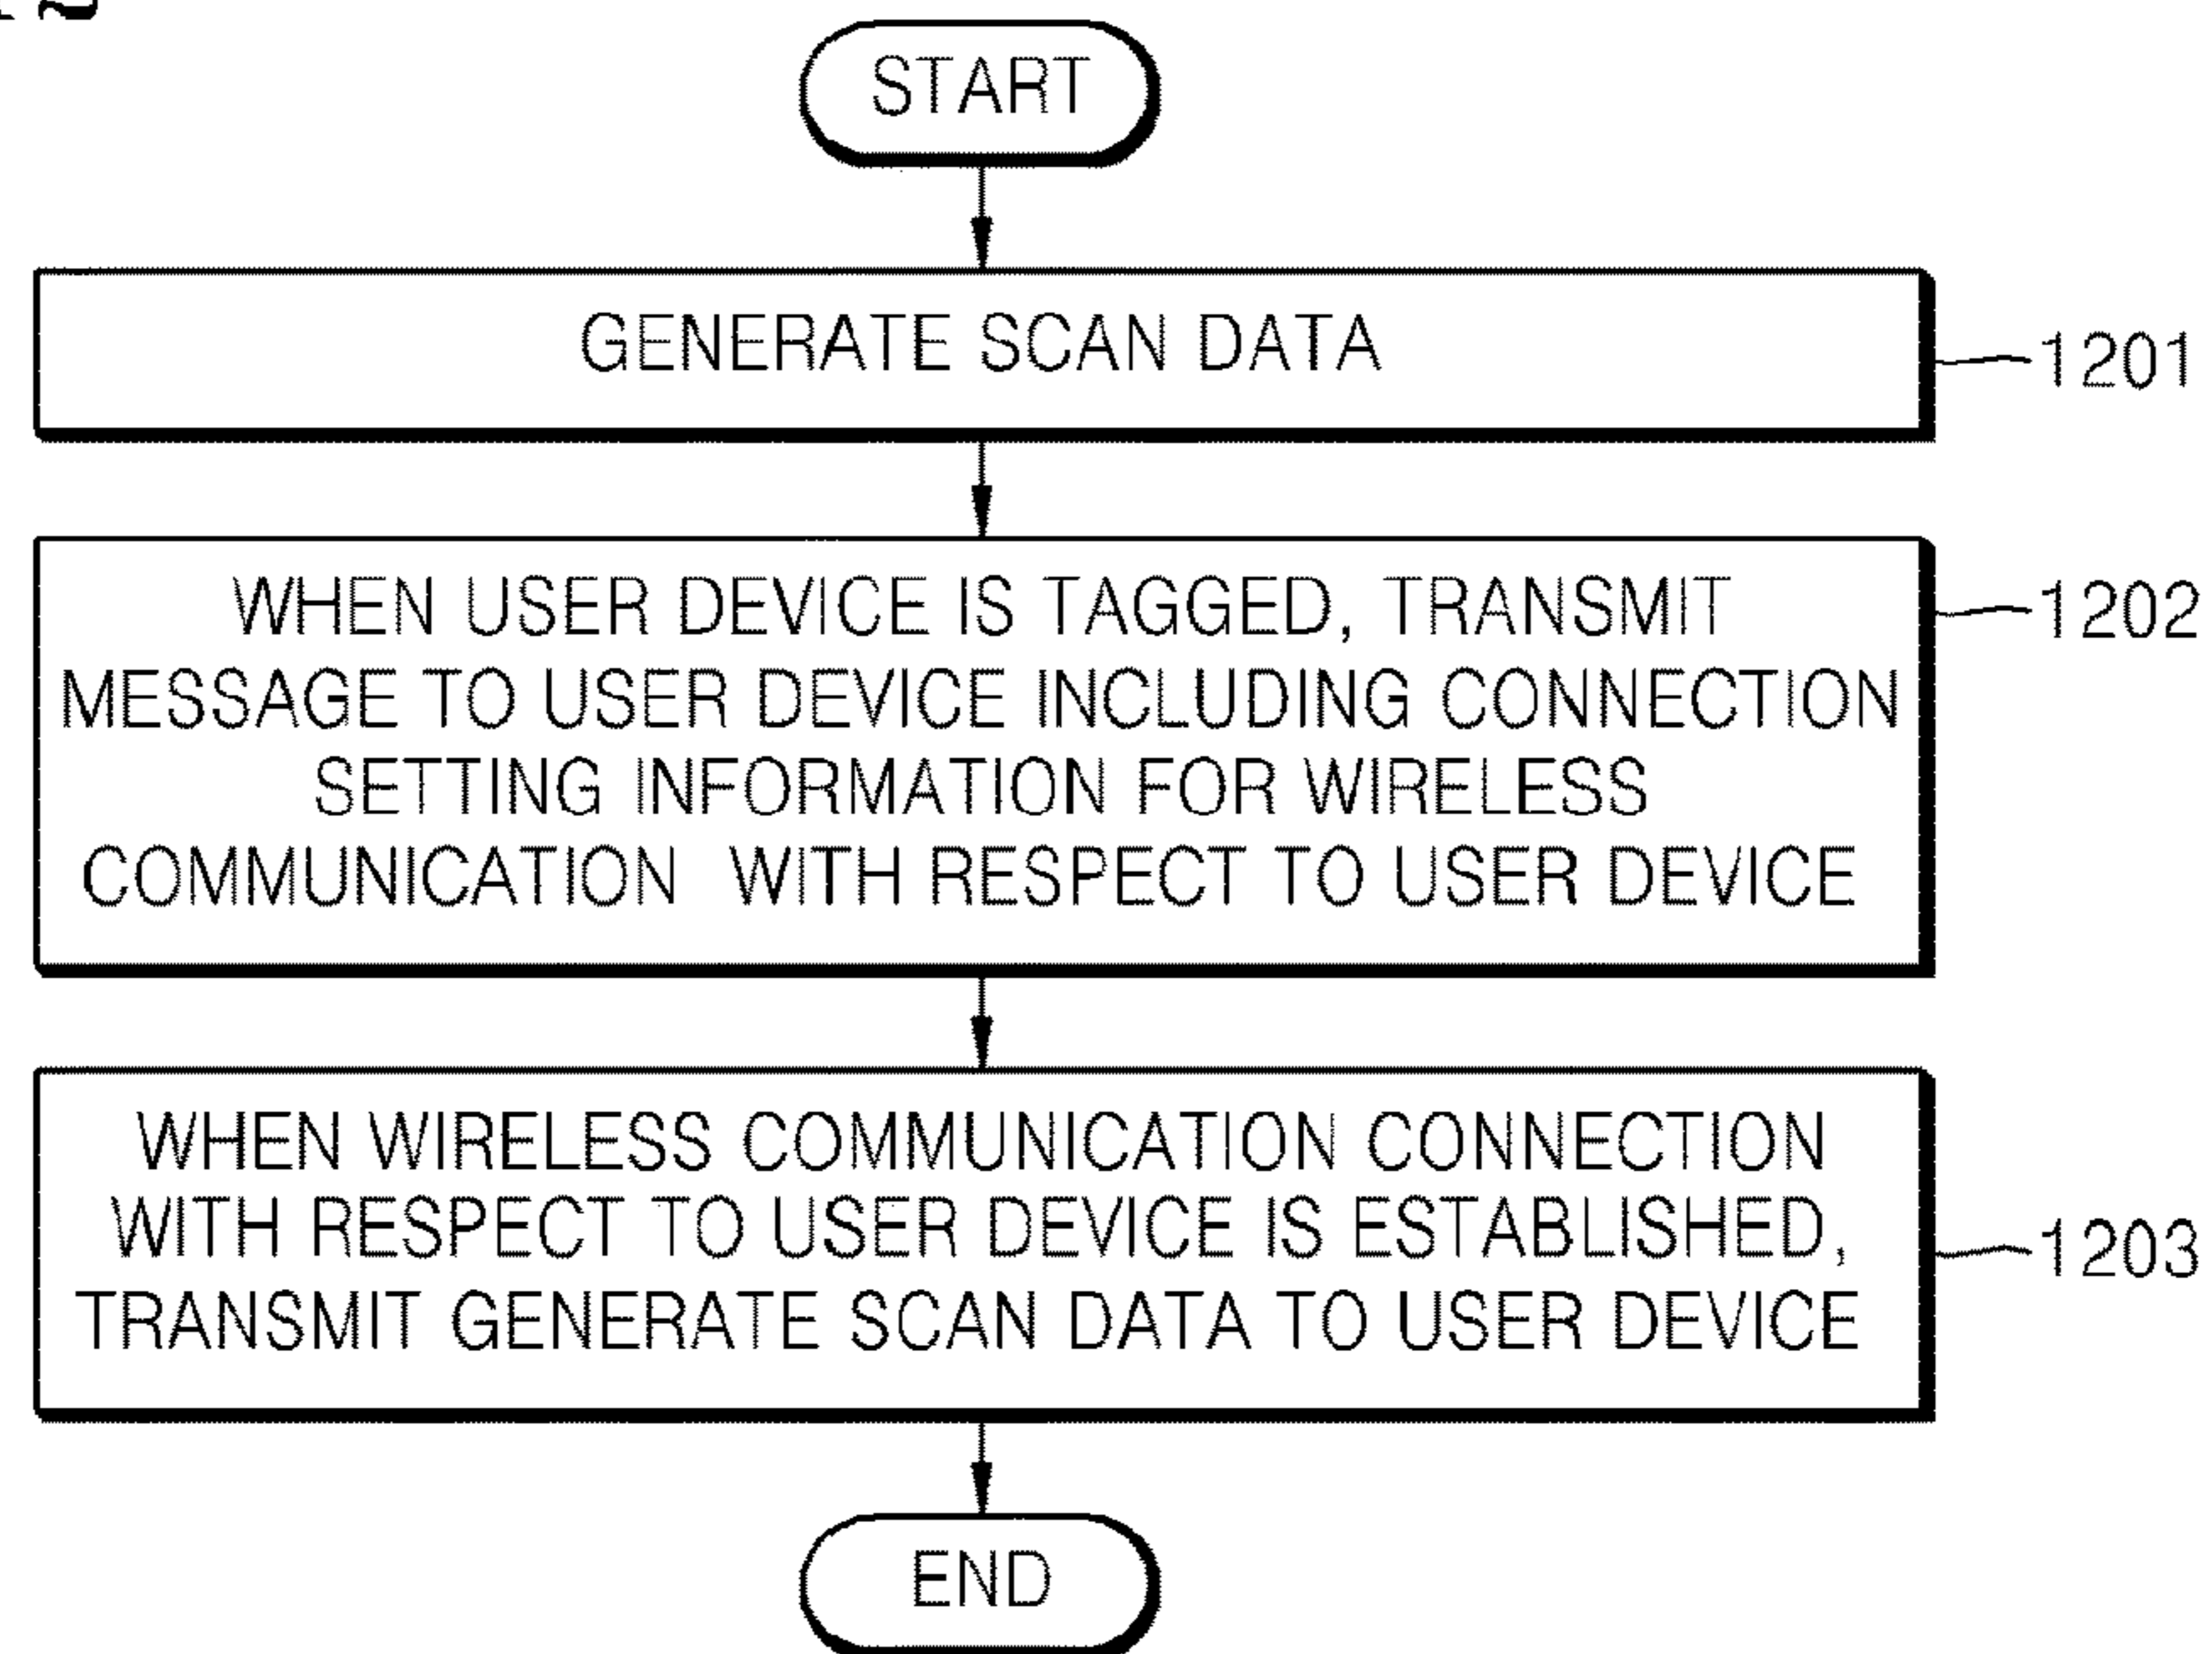 START
GENERATE SCAN DATA
1201
WHEN USER DEVICE IS TAGGED, TRANSMIT
MESSAGE TO USER DEVICE INCLUDING CONNECTION
SETTING INFORMATION FOR WIRELESS
COMMUNICATION WITH RESPECT TO USER DEVICE
1202
WHEN WIRELESS COMMUNICATION CONNECTION
WITH RESPECT TO USER DEVICE IS ESTABLISHED,
TRANSMIT GENERATE SCAN DATA TO USER DEVICE
1203
END